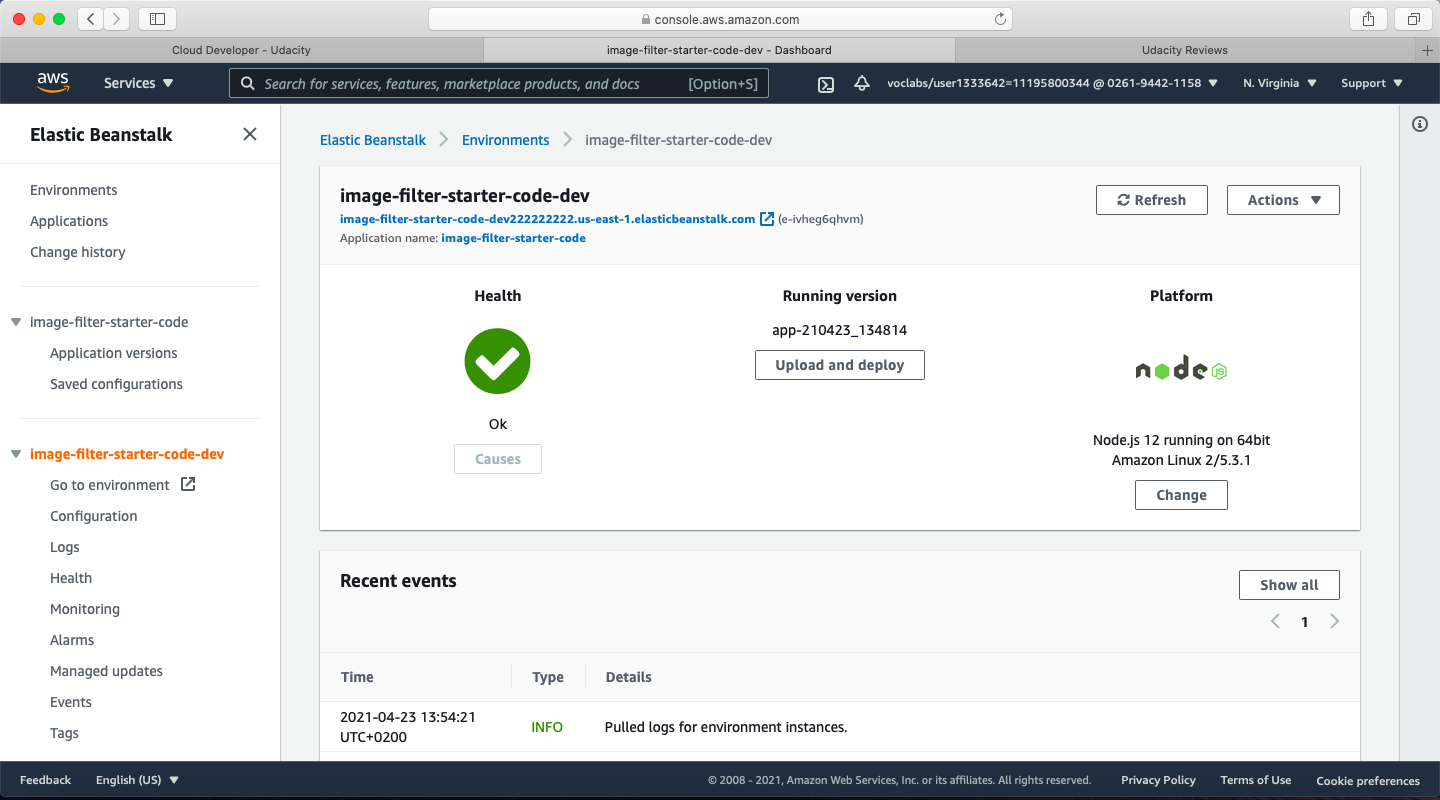 console.aws.amazon.com
Cloud Developer - Udacity
image-filter-starter-code-dev - Dashboard
Udacity Reviews
aws
Services
Search for services, features, marketplace products, and docs
[Option+S]
voclabs/user1333642=11195800344 @ 0261-9442-1158
N. Virginia
Support
Elastic Beanstalk
Environments
Applications
Change history
image-filter-starter-code
Application versions
Saved configurations
image-filter-starter-code-dev
Go to environment
Configuration
Logs
Health
Monitoring
Alarms
Managed updates
Events
Tags
Elastic Beanstalk
Environments
image-filter-starter-code-dev
image-filter-starter-code-dev
image-filter-starter-code-dev222222222.us-east-1.elasticbeanstalk.com (e-ivheg6qhvm)
Application name: image-filter-starter-code
Refresh
Actions
Health
Ok
Causes
Running version
app-210423_134814
Upload and deploy
Platform
node
JS
Node.js 12 running on 64bit
Amazon Linux 2/5.3.1
Change
Recent events
Show all
1
Time
Type
Details
2021-04-23 13:54:21
UTC+0200
INFO
Pulled logs for environment instances.
Feedback
English (US)
© 2008 - 2021, Amazon Web Services, Inc. or its affiliates. All rights reserved.
Privacy Policy
Terms of Use
Cookie preferences